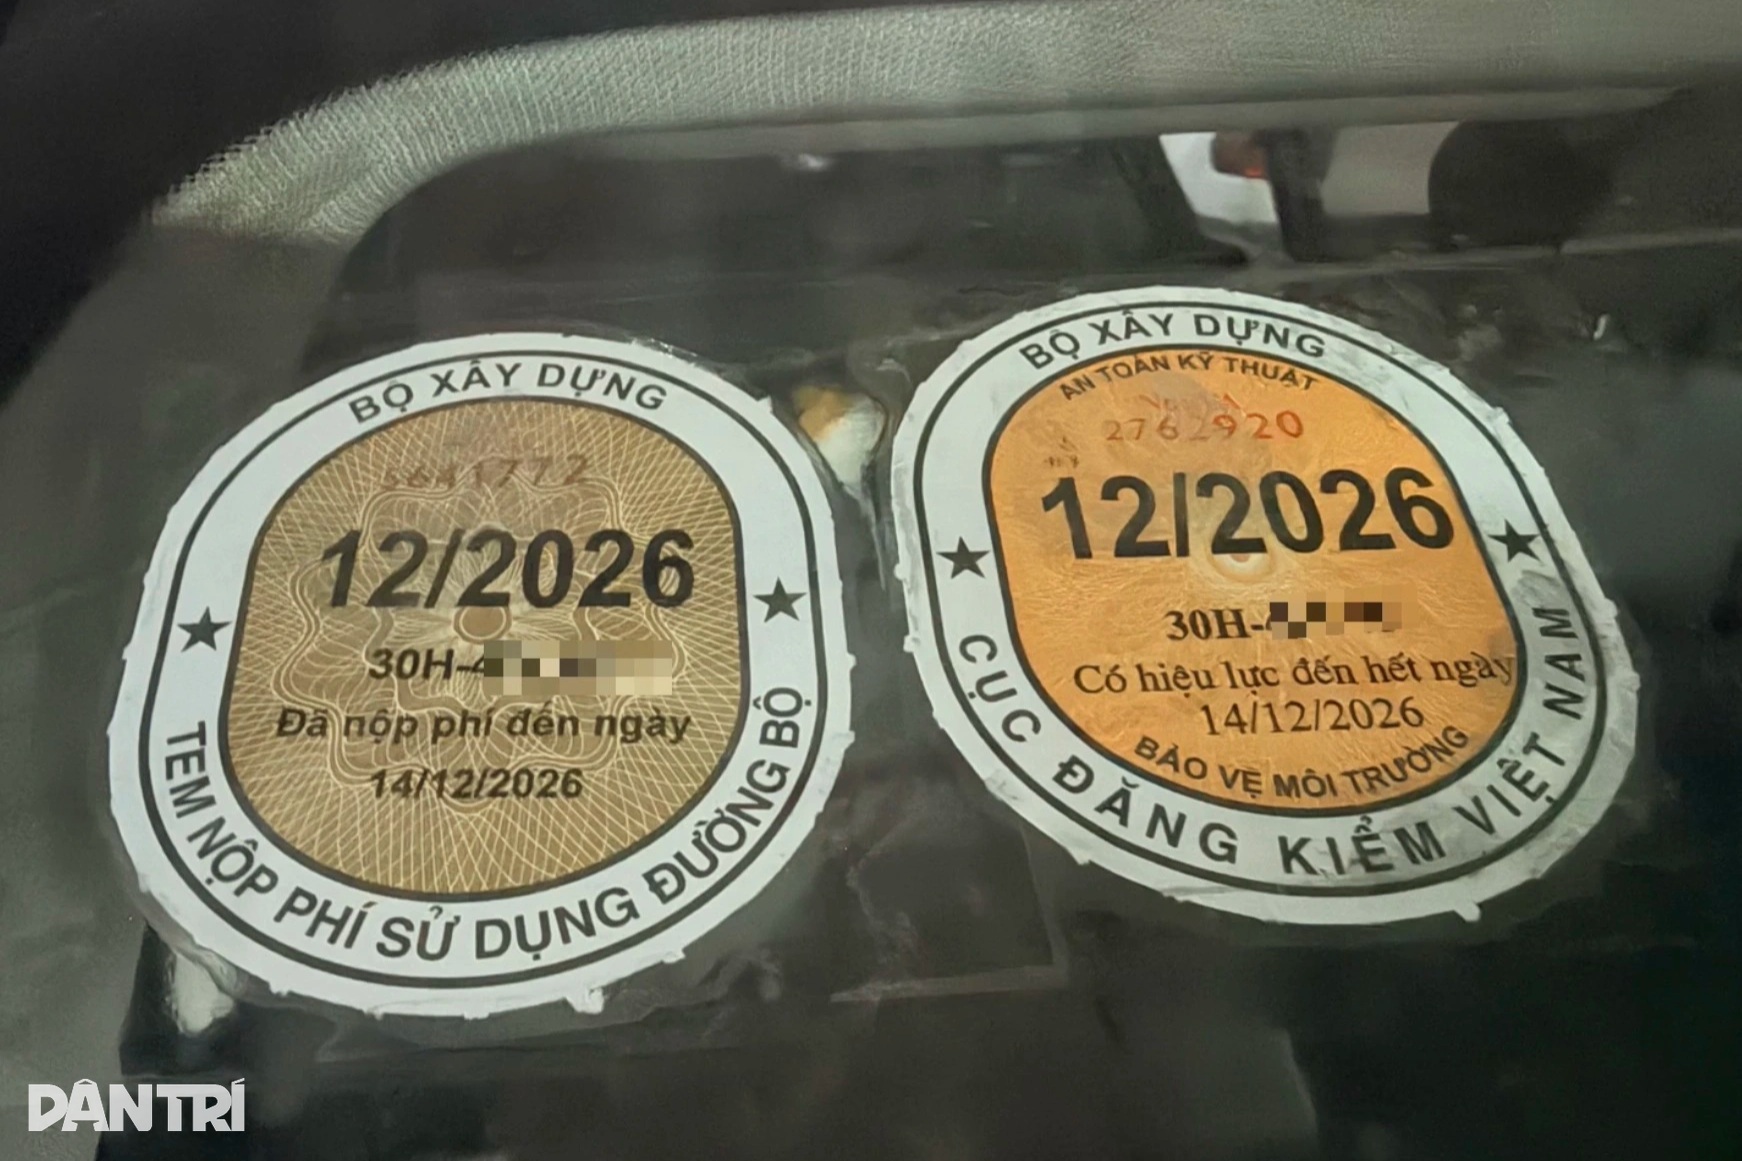 BỘ XÂY DỰNG
12/2026
30H-
Đã nộp phí đến ngày
14/12/2026
TEM NỘP PHÍ SỬ DỤNG ĐƯỜNG BỘ
BỘ XÂY DỰNG
AN TOÀN KỸ THUẬT
2762920
12/2026
30H-
Có hiệu lực đến hết ngày
14/12/2026
BẢO VỆ MÔI TRƯỜNG
CỤC ĐĂNG KIỂM VIỆT NAM
DÂN TRÍ